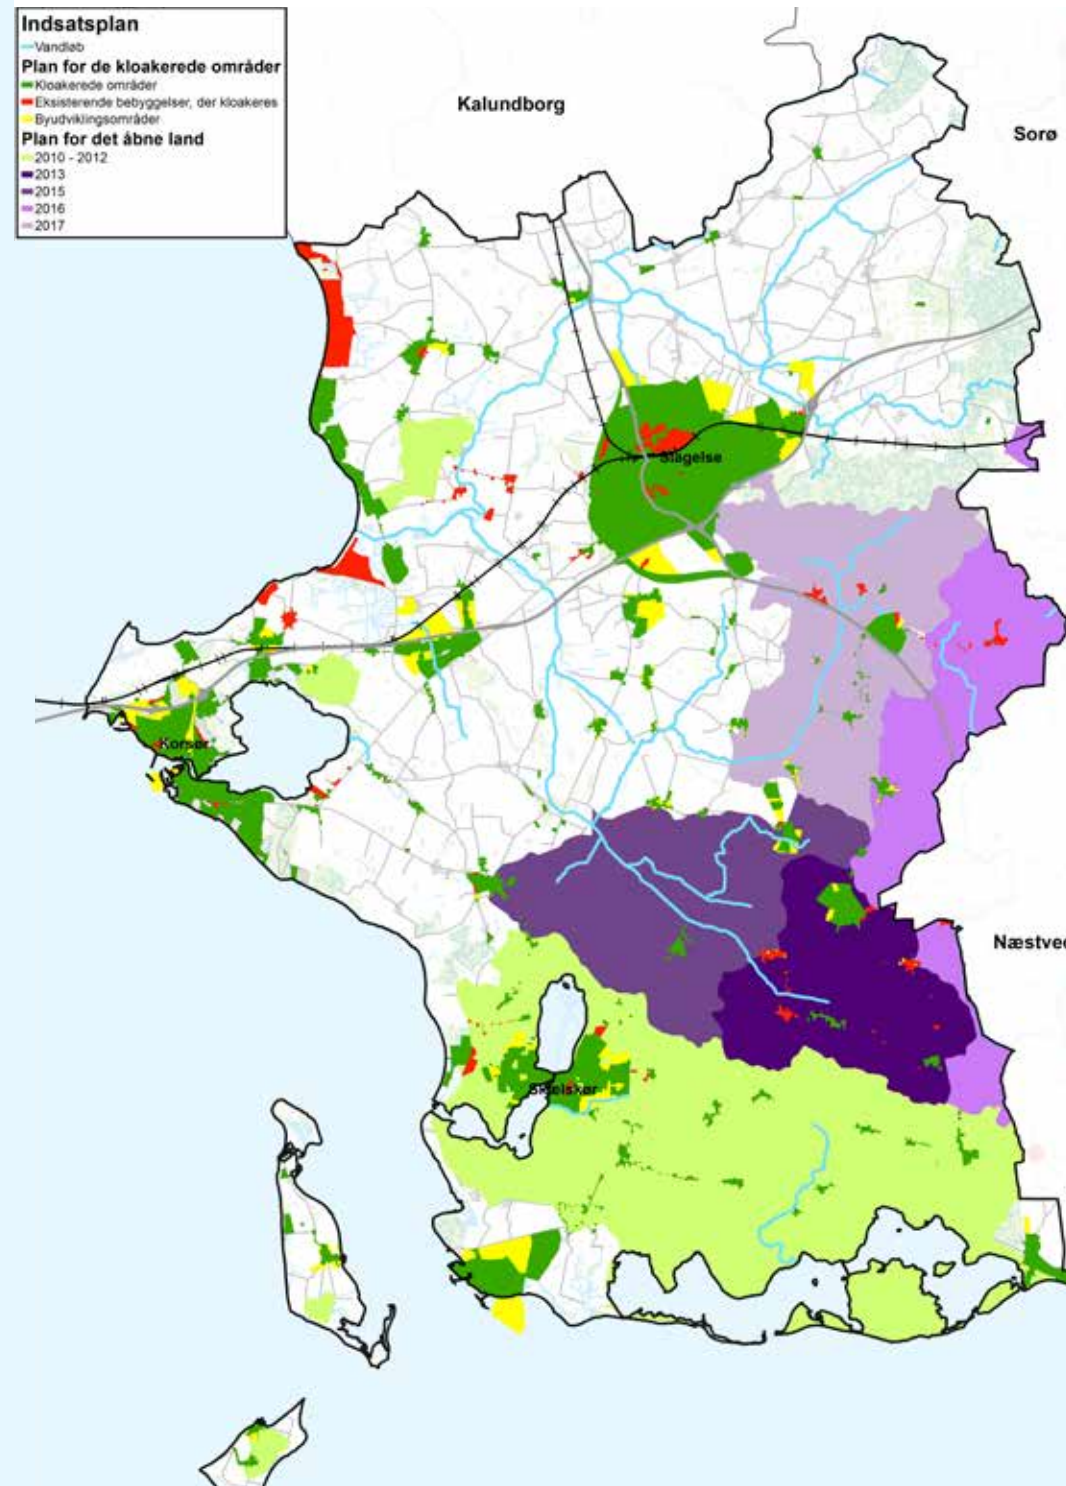 Indsatsplan
Vandløb
Plan for de kloakerede områder
Kloakerede områder
Eksisterende bebyggelser, der kloakeres
Byudviklingsområder
Plan for det åbne land
2010 - 2012
2013
2015
2016
2017
Kalundborg
Sorø
Slagelse
Korsør
Næstved
Skælskør